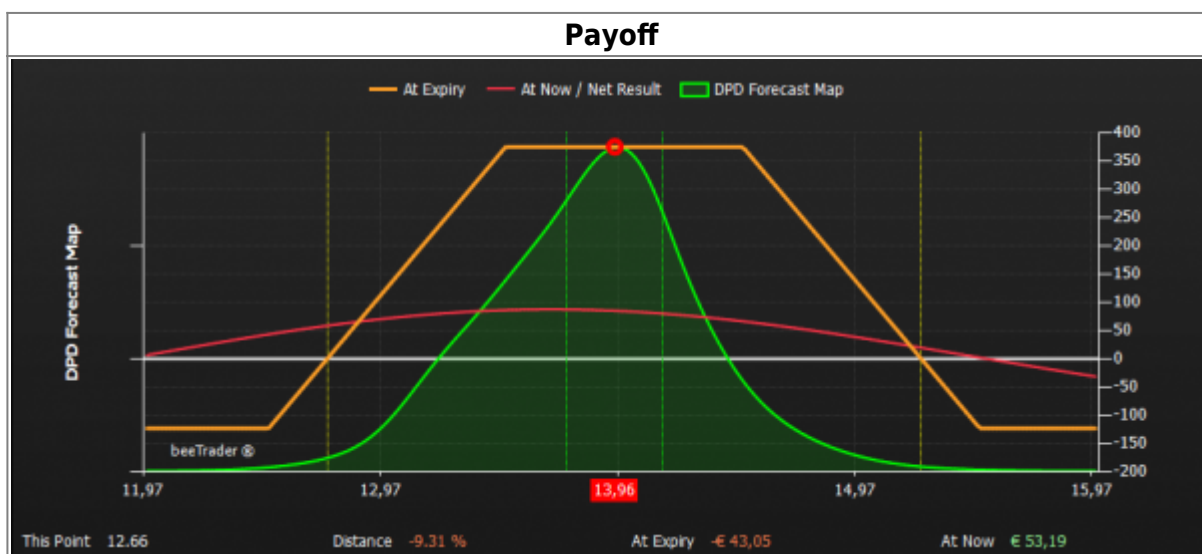 Payoff
At Expiry At Now / Net Result DPD Forecast Map
DPD Forecast Map
400
350
300
250
200
150
100
50
0
-50
-100
-150
-200
beeTrader ®
11,97 12,97 13,96 14,97 15,97
This Point 12.66 Distance -9.31 % At Expiry -€ 43,05 At Now € 53,19